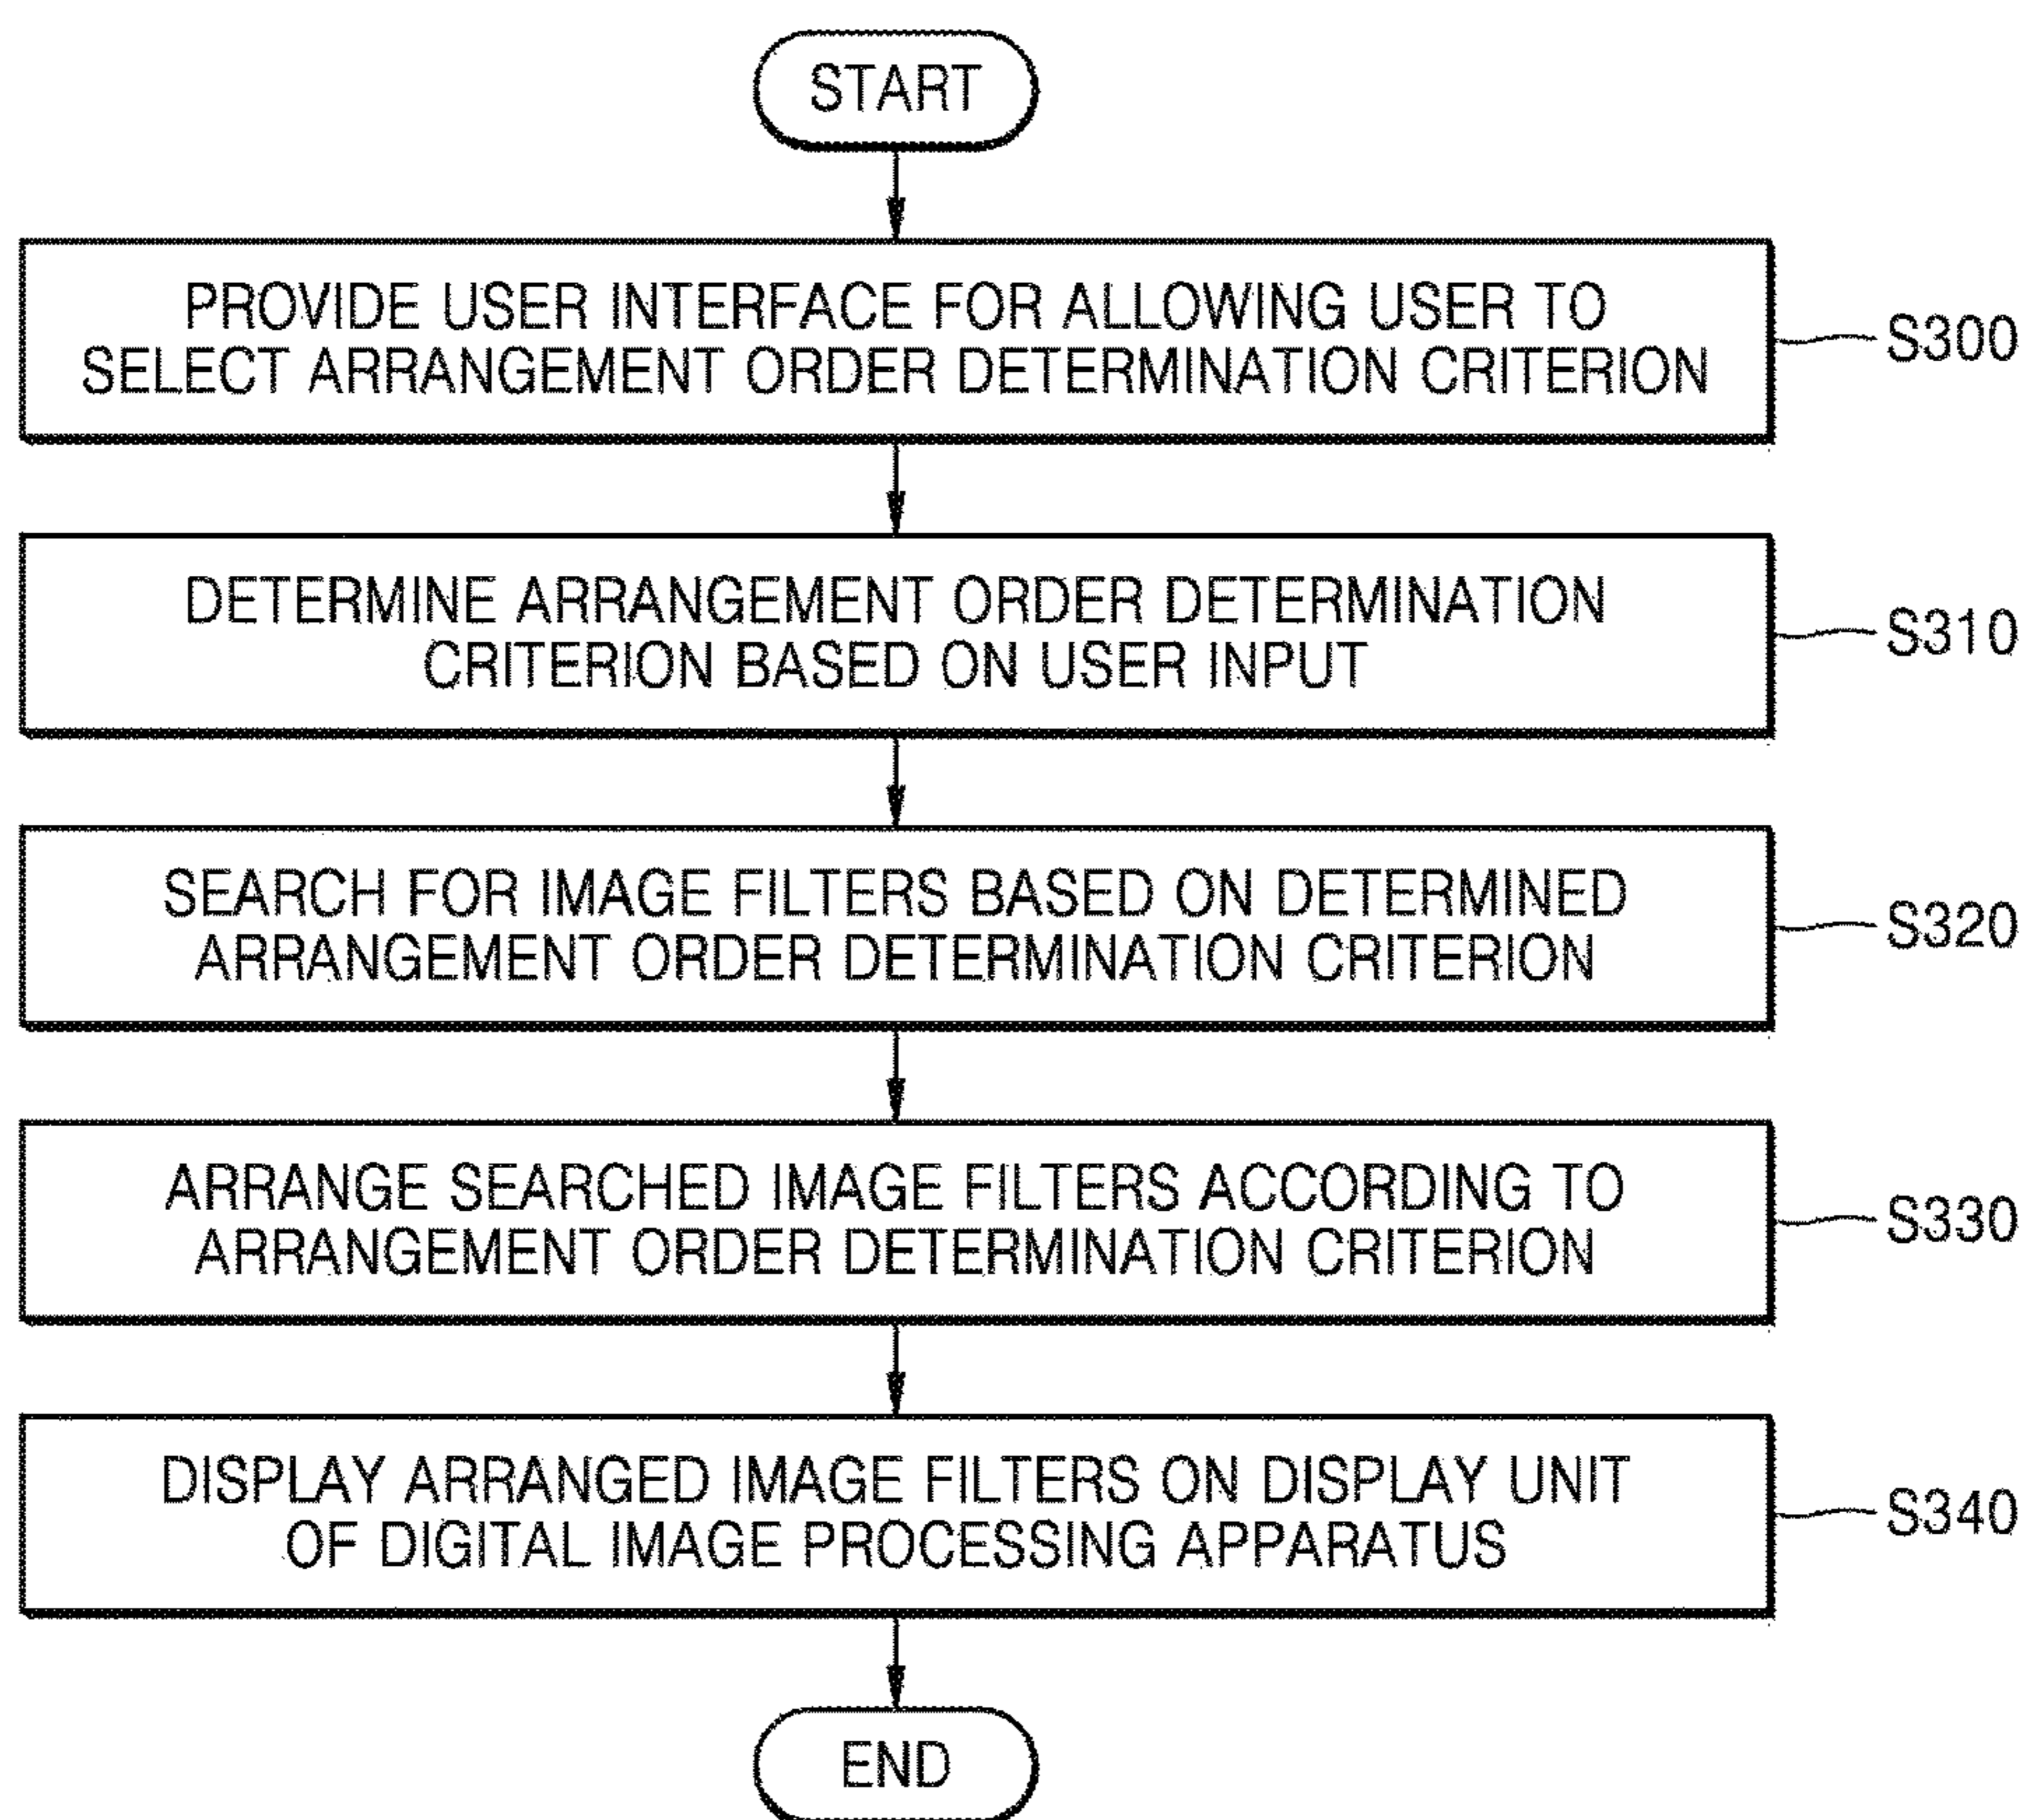 START
PROVIDE USER INTERFACE FOR ALLOWING USER TO
SELECT ARRANGEMENT ORDER DETERMINATION CRITERION
S300
DETERMINE ARRANGEMENT ORDER DETERMINATION
CRITERION BASED ON USER INPUT
S310
SEARCH FOR IMAGE FILTERS BASED ON DETERMINED
ARRANGEMENT ORDER DETERMINATION CRITERION
S320
ARRANGE SEARCHED IMAGE FILTERS ACCORDING TO
ARRANGEMENT ORDER DETERMINATION CRITERION
S330
DISPLAY ARRANGED IMAGE FILTERS ON DISPLAY UNIT
OF DIGITAL IMAGE PROCESSING APPARATUS
S340
END